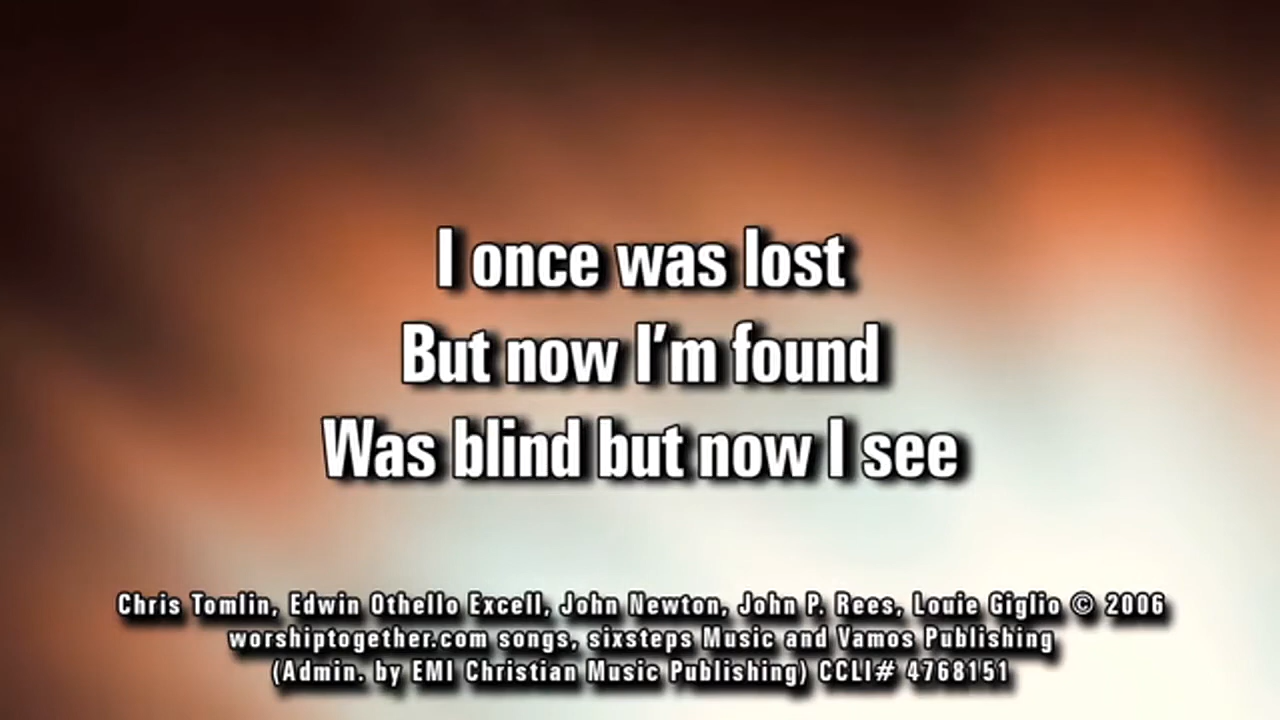 I once was lost
But now I'm found
Was blind but now I see
Chris Tomlin, Edwin Othello Excell, John Newton, John P. Rees, Louie Giglio © 2006
worshiptogether.com songs, sixsteps Music and Vamos Publishing
(Admin. by EMI Christian Music Publishing) CCLI# 4768151